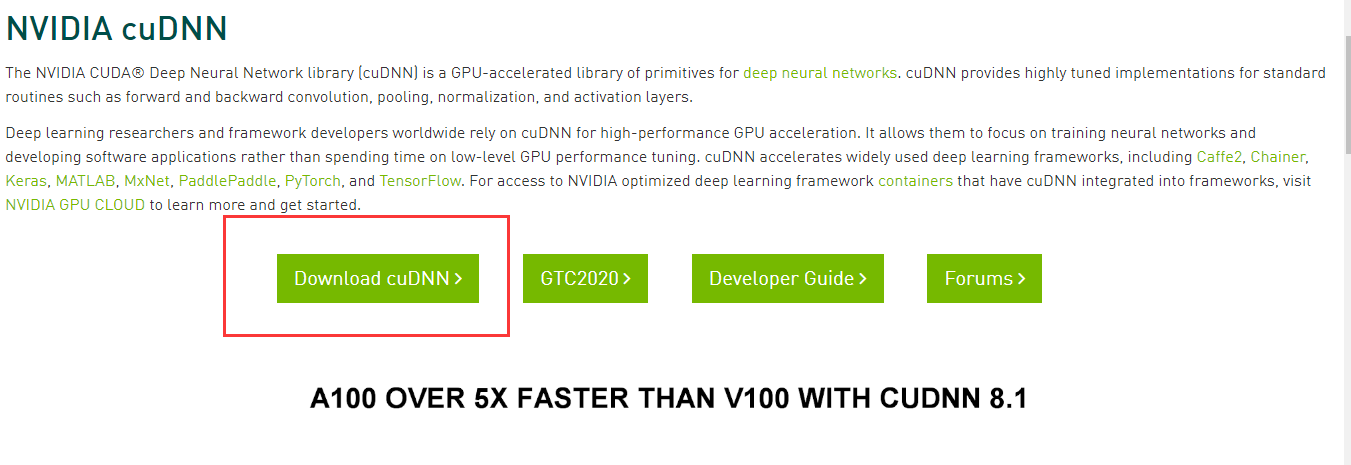 NVIDIA cuDNN
The NVIDIA CUDA® Deep Neural Network library (cuDNN) is a GPU-accelerated library of primitives for deep neural networks. cuDNN provides highly tuned implementations for standard
routines such as forward and backward convolution, pooling, normalization, and activation layers.
Deep learning researchers and framework developers worldwide rely on cuDNN for high-performance GPU acceleration. It allows them to focus on training neural networks and
developing software applications rather than spending time on low-level GPU performance tuning. cuDNN accelerates widely used deep learning frameworks, including Caffe2, Chainer,
Keras, MATLAB, MxNet, PaddlePaddle, PyTorch, and TensorFlow. For access to NVIDIA optimized deep learning framework containers that have cuDNN integrated into frameworks, visit
NVIDIA GPU CLOUD to learn more and get started.
Download cuDNN > GTC2020 > Developer Guide > Forums >
A100 OVER 5X FASTER THAN V100 WITH CUDNN 8.1